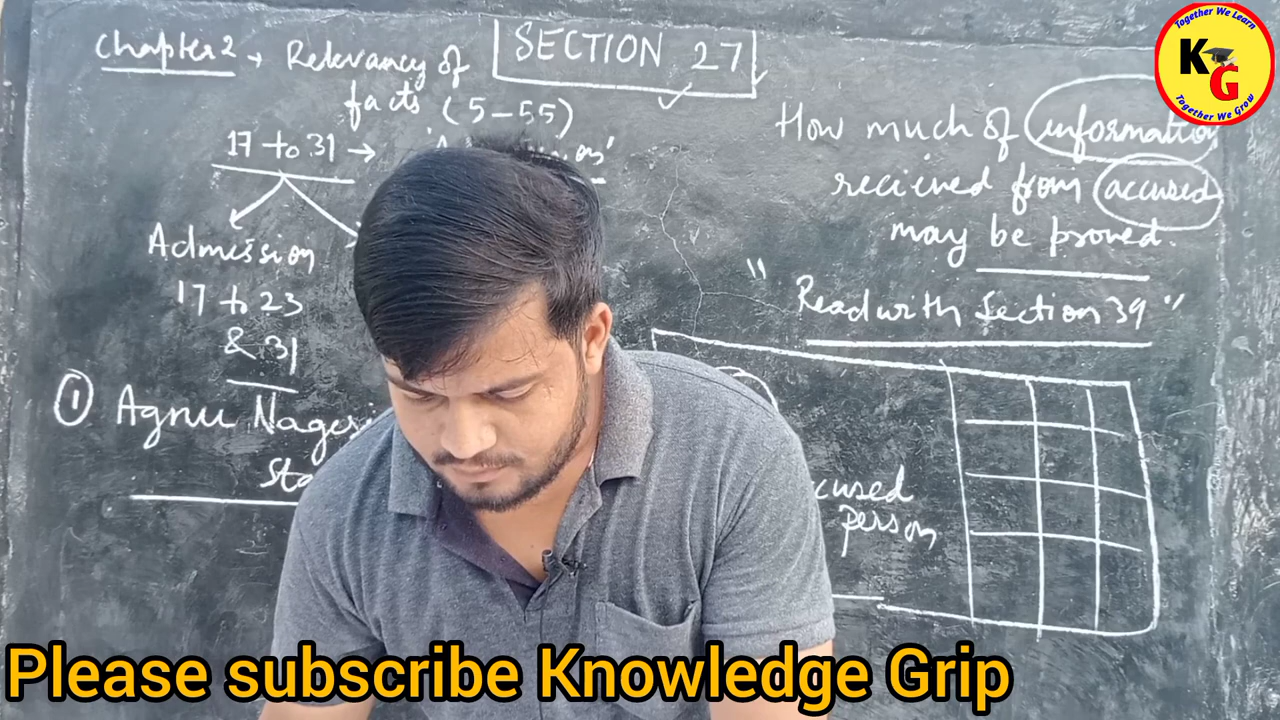 Chapter 2 → Relevancy of
facts (5-55)
SECTION 27
17 to 31 →
Admission
17 to 23
& 31
① Agnu
How much of information
recieved from accused
may be proved.
"Read with Section 39"
person
Together We Learn
KG
Together We Grow
Please subscribe Knowledge Grip